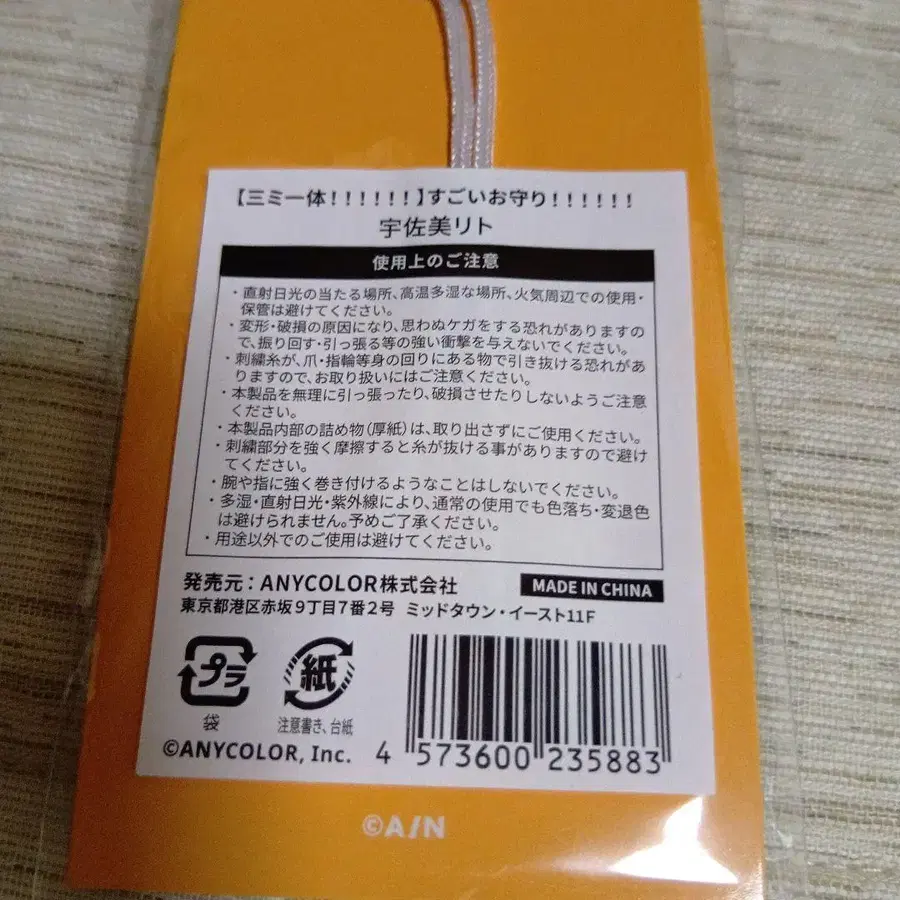 【三ミ一体!!!!!!】すごいお守り!!!!!!
宇佐美リト
使用上のご注意
・直射日光の当たる場所、高温多湿な場所、火気周辺での使用・
保管は避けてください。
・変形・破損の原因になり、思わぬケガをする恐れがありますの
で、振り回す・引っ張る等の強い衝撃を与えないでください。
・刺繍糸が、爪・指輪等身の回りにある物で引き抜ける恐れがあ
りますので、お取り扱いにはご注意ください。
・本製品を無理に引っ張ったり、破損させたりしないようご注意
ください。
・本製品内部の詰め物(厚紙)は、取り出さずにご使用ください。
・刺繍部分を強く摩擦すると糸が抜ける事がありますので避け
てください。
・腕や指に強く巻き付けるようなことはしないでください。
・多湿・直射日光・紫外線により、通常の使用でも色落ち・変退色
は避けられません。予めご了承ください。
・用途以外でのご使用は避けてください。
発売元:ANYCOLOR株式会社
MADE IN CHINA
東京都港区赤坂9丁目7番2号 ミッドタウン・イースト11F
プラ
袋
紙
注意書き、台紙
©ANYCOLOR, Inc.
4 573600 235883
©A/N